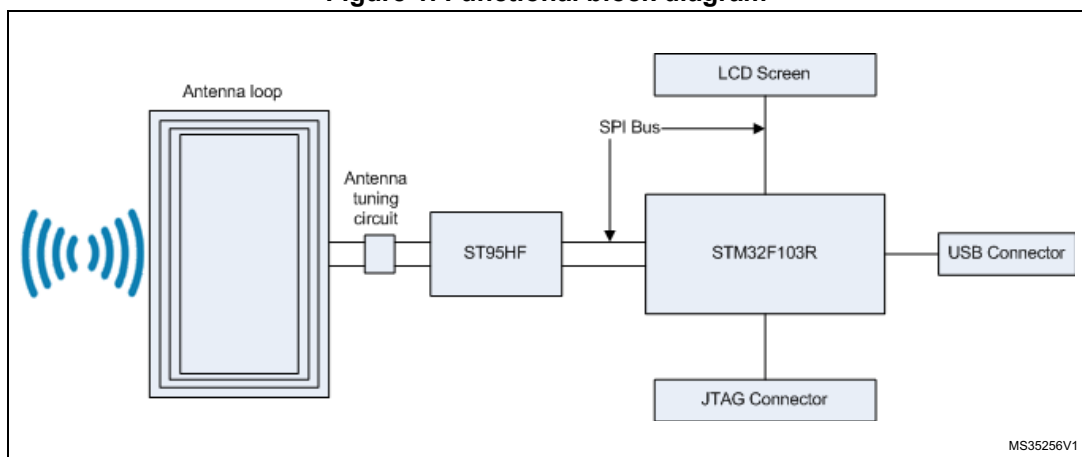 Figure 1. Functional block diagram
LCD Screen
Antenna loop
SPI Bus
Antenna
tuning
circuit
ST95HF
STM32F103R
USB Connector
JTAG Connector
MS35256V1